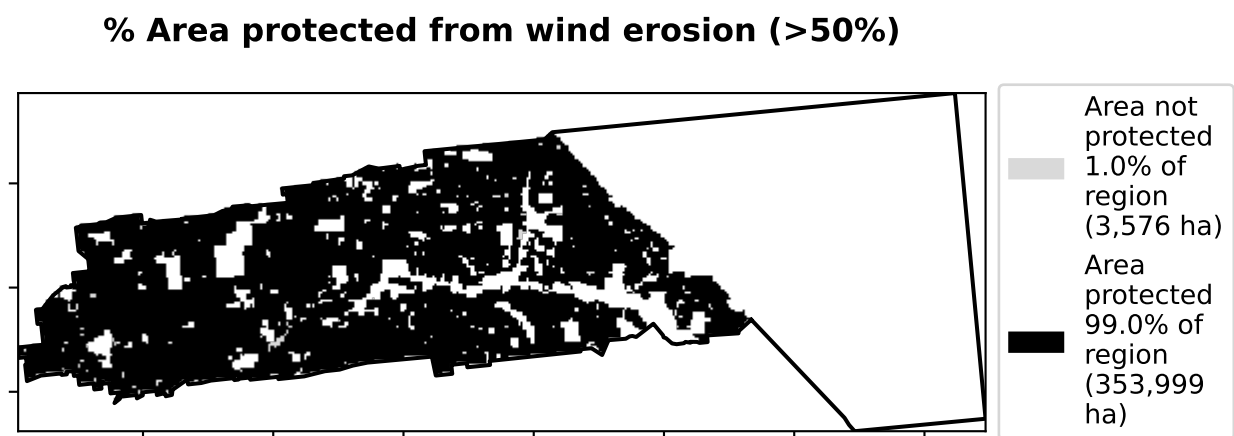 % Area protected from wind erosion (>50%)
Area not
protected
1.0% of
region
(3,576 ha)
Area
protected
99.0% of
region
(353,999
ha)